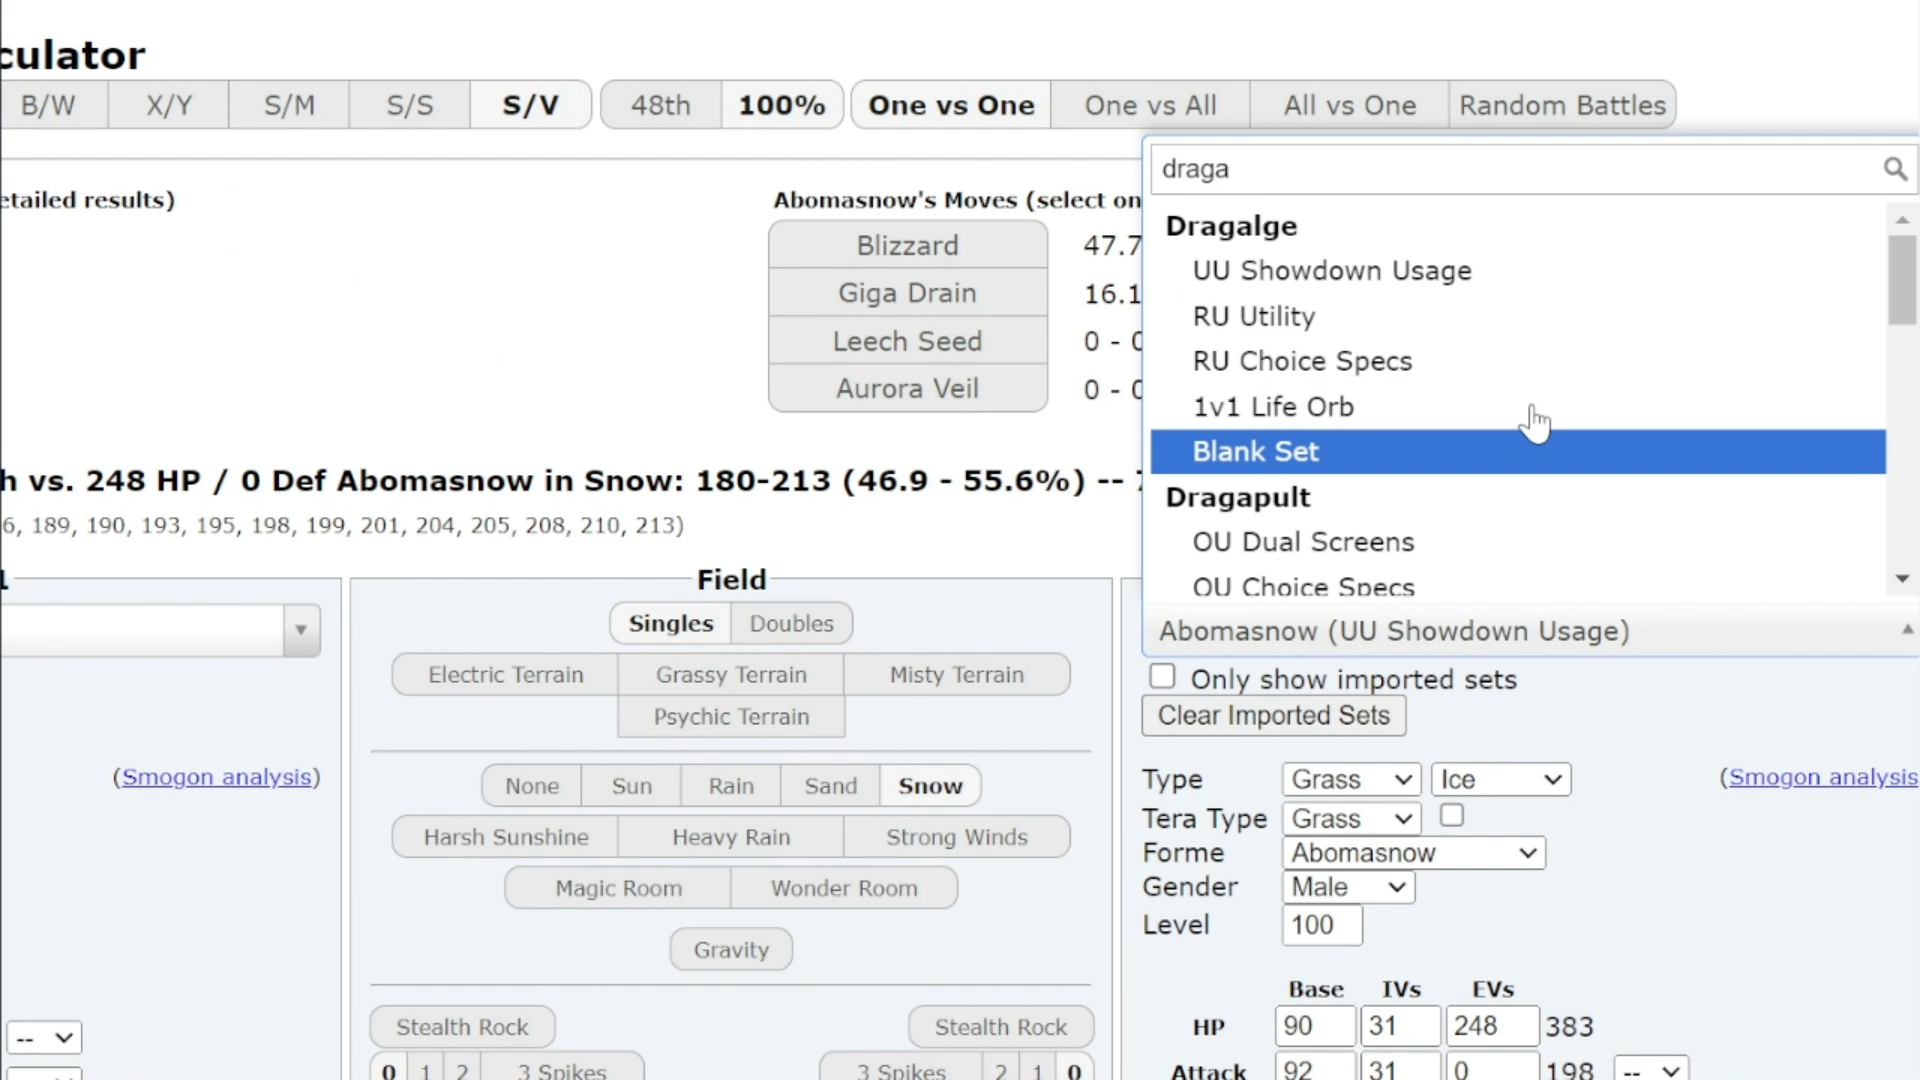 culator
B/W X/Y S/M S/S S/V 48th 100% One vs One One vs All All vs One Random Battles
draga
etailed results)
Abomasnow's Moves (select on
Blizzard 47.7
Giga Drain 16.1
Leech Seed 0 - 0
Aurora Veil 0 - 0
Dragalge
UU Showdown Usage
RU Utility
RU Choice Specs
1v1 Life Orb
Blank Set
Dragapult
OU Dual Screens
OU Choice Specs
Abomasnow (UU Showdown Usage)
h vs. 248 HP / 0 Def Abomasnow in Snow: 180-213 (46.9 - 55.6%) --
6, 189, 190, 193, 195, 198, 199, 201, 204, 205, 208, 210, 213)
1
(Smogon analysis)
--
Field
Singles Doubles
Electric Terrain Grassy Terrain Misty Terrain
Psychic Terrain
None Sun Rain Sand Snow
Harsh Sunshine Heavy Rain Strong Winds
Magic Room Wonder Room
Gravity
Stealth Rock Stealth Rock
0 1 2 3 Spikes 3 Spikes 2 1 0
Only show imported sets
Clear Imported Sets
Type Grass Ice (Smogon analysis
Tera Type Grass
Forme Abomasnow
Gender Male
Level 100
Base IVs EVs
HP 90 31 248 383
Attack 92 31 0 198 --